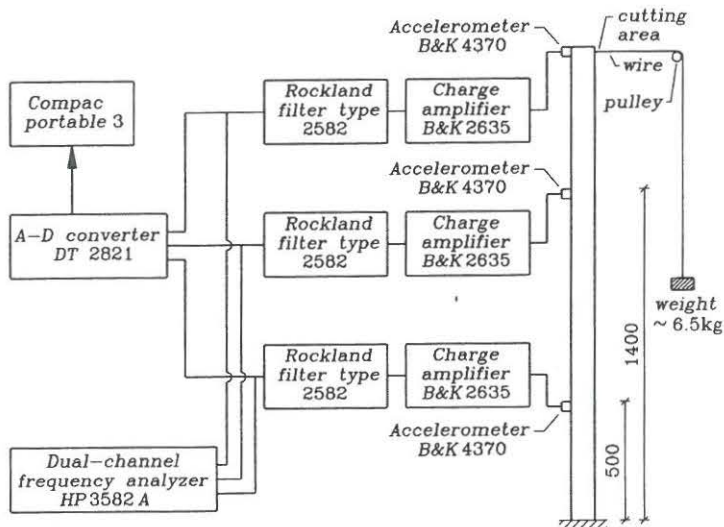 Accelerometer
B&K 4370
cutting
area
wire
pulley
Compac
portable 3
Rockland
filter type
2582
Charge
amplifier
B&K 2635
Accelerometer
B&K 4370
A-D converter
DT 2821
Rockland
filter type
2582
Charge
amplifier
B&K 2635
weight
~ 6.5kg
1400
Rockland
filter type
2582
Charge
amplifier
B&K 2635
Accelerometer
B&K 4370
500
Dual-channel
frequency analyzer
HP 3582 A